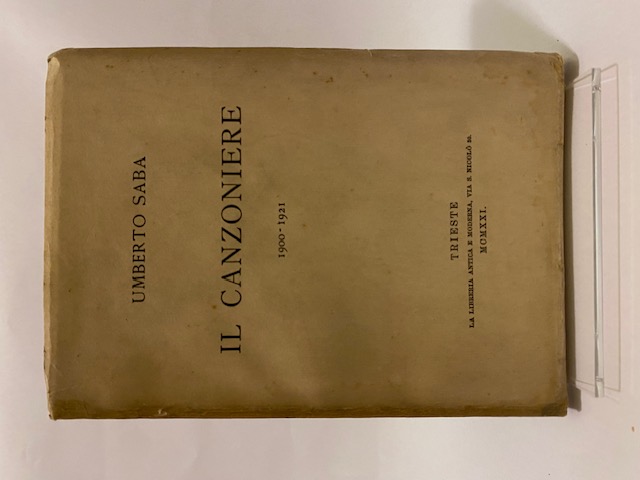 UMBERTO SABA
IL CANZONIERE
1900-1921
TRIESTE
LA LIBRERIA ANTICA E MODERNA, VIA S. NICOLÒ 30.
MCMXXI.